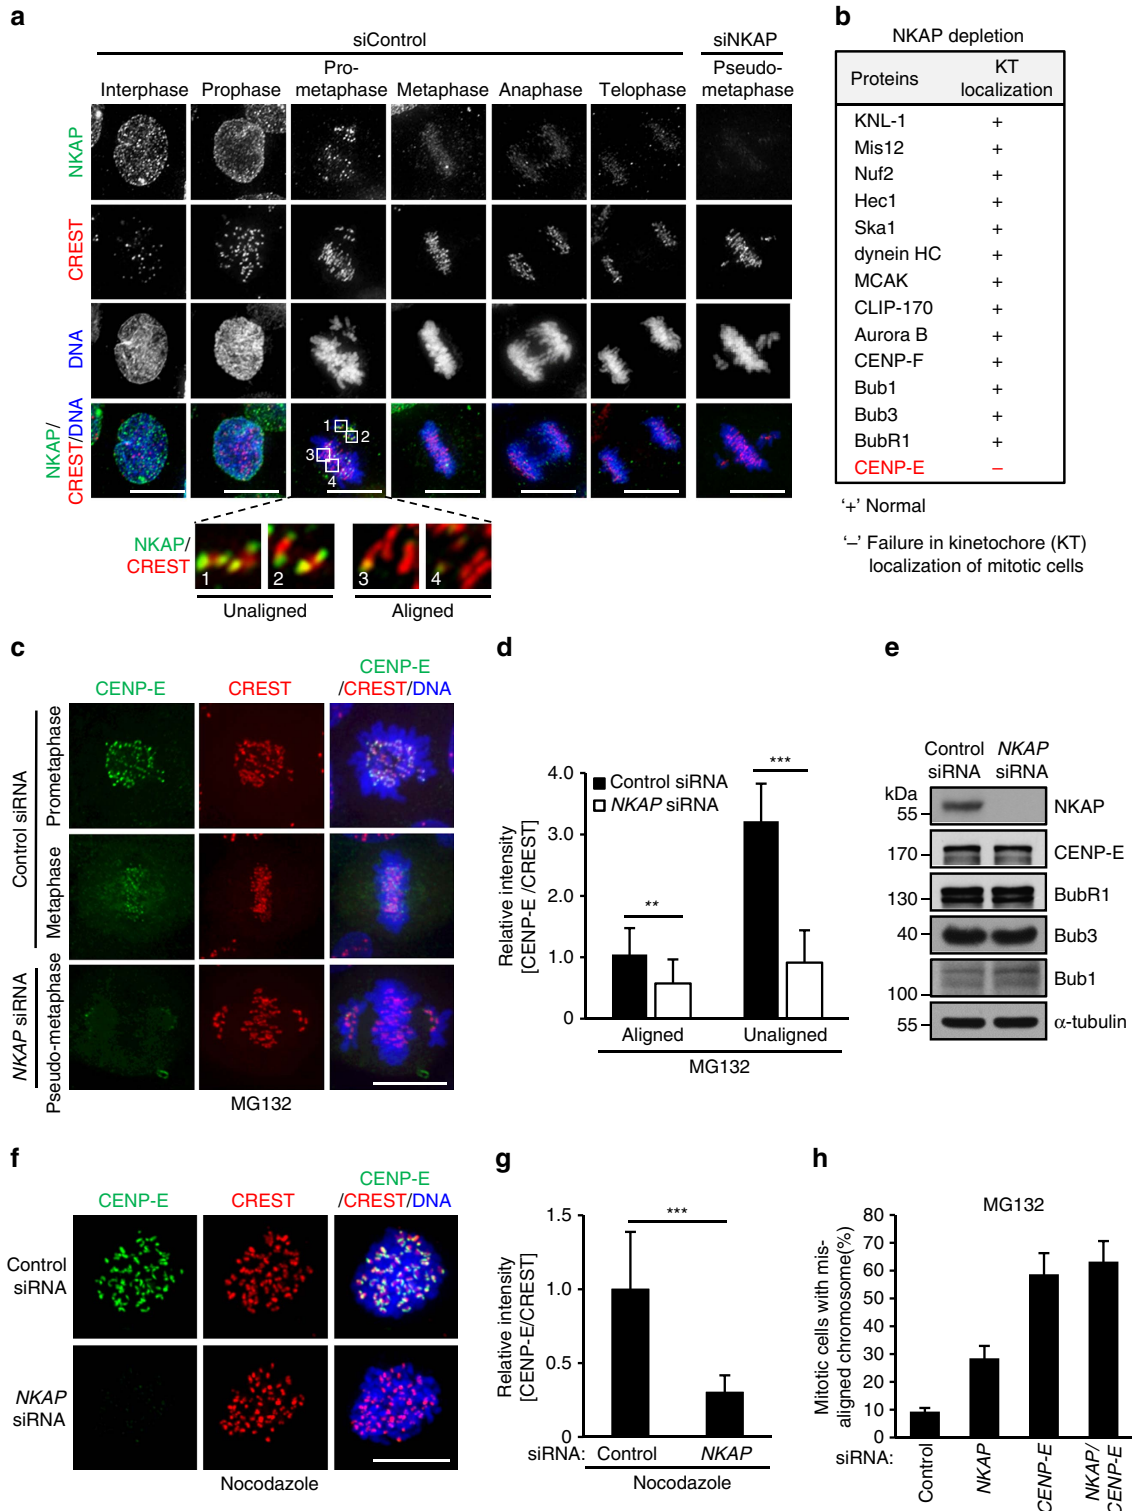 a
siControl
siNKAP
Interphase
Prophase
Pro-
metaphase
Metaphase
Anaphase
Telophase
Pseudo-
metaphase
NKAP
CREST
DNA
NKAP/
CREST/DNA
1
2
3
4
NKAP/
CREST
1
2
3
4
Unaligned
Aligned
b
NKAP depletion
Proteins
KT
localization
KNL-1 +
Mis12 +
Nuf2 +
Hec1 +
Ska1 +
dynein HC +
MCAK +
CLIP-170 +
Aurora B +
CENP-F +
Bub1 +
Bub3 +
BubR1 +
CENP-E –
‘+’ Normal
‘–’ Failure in kinetochore (KT)
localization of mitotic cells
c
CENP-E
CREST
CENP-E
/CREST/DNA
Control siRNA
Prometaphase
Metaphase
NKAP siRNA
Pseudo-metaphase
MG132
d
Relative intensity
[CENP-E /CREST]
4.0
3.0
2.0
1.0
0
Control siRNA
NKAP siRNA
**
***
Aligned
Unaligned
MG132
e
Control
siRNA
NKAP
siRNA
kDa
55
NKAP
170
CENP-E
130
BubR1
40
Bub3
100
Bub1
55
α-tubulin
f
CENP-E
CREST
CENP-E
/CREST/DNA
Control
siRNA
NKAP
siRNA
Nocodazole
g
Relative intensity
[CENP-E/CREST]
1.5
1.0
0.5
0
***
siRNA:
Control
NKAP
Nocodazole
h
MG132
Mitotic cells with mis-
aligned chromosome(%)
80
70
60
50
40
30
20
10
0
siRNA:
Control
NKAP
CENP-E
NKAP/
CENP-E